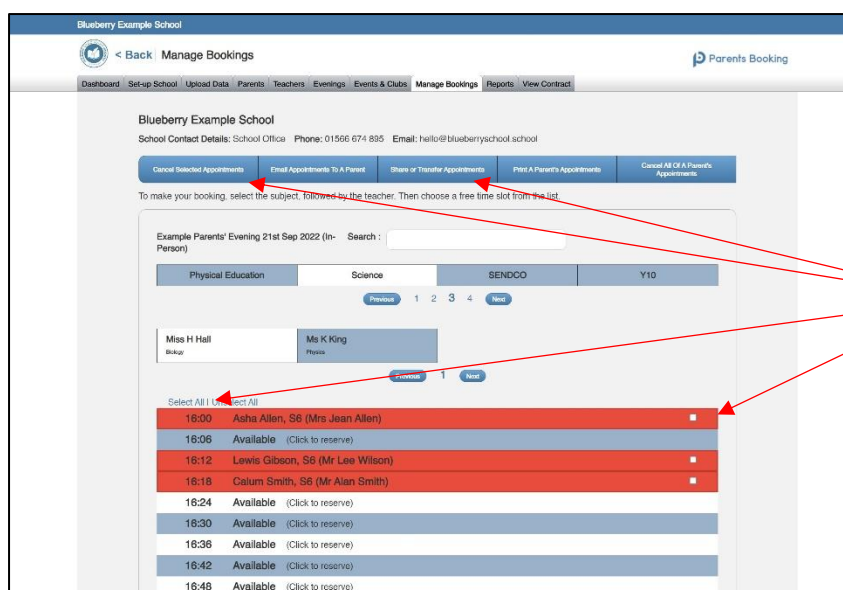 Blueberry Example School
< Back Manage Bookings
Parents Booking
Dashboard Set-up School Upload Data Parents Teachers Evenings Events & Clubs Manage Bookings Reports View Contract
Blueberry Example School
School Contact Details: School Office Phone: 01566 674 895 Email: hello@blueberryschool.school
Cancel Selected Appointments Email Appointments To A Parent Share or Transfer Appointments Print A Parent's Appointments Cancel All Of A Parent's Appointments
To make your booking, select the subject, followed by the teacher. Then choose a free time slot from the list.
Example Parents' Evening 21st Sep 2022 (In-Person) Search :
Physical Education Science SENDCO Y10
Previous 1 2 3 4 Next
Miss H Hall Ms K King
Biology Physics
Previous 1 Next
Select All | Unselect All
16:00 Asha Allen, S6 (Mrs Jean Allen)
16:06 Available (Click to reserve)
16:12 Lewis Gibson, S6 (Mr Lee Wilson)
16:18 Calum Smith, S6 (Mr Alan Smith)
16:24 Available (Click to reserve)
16:30 Available (Click to reserve)
16:36 Available (Click to reserve)
16:42 Available (Click to reserve)
16:48 Available (Click to reserve)